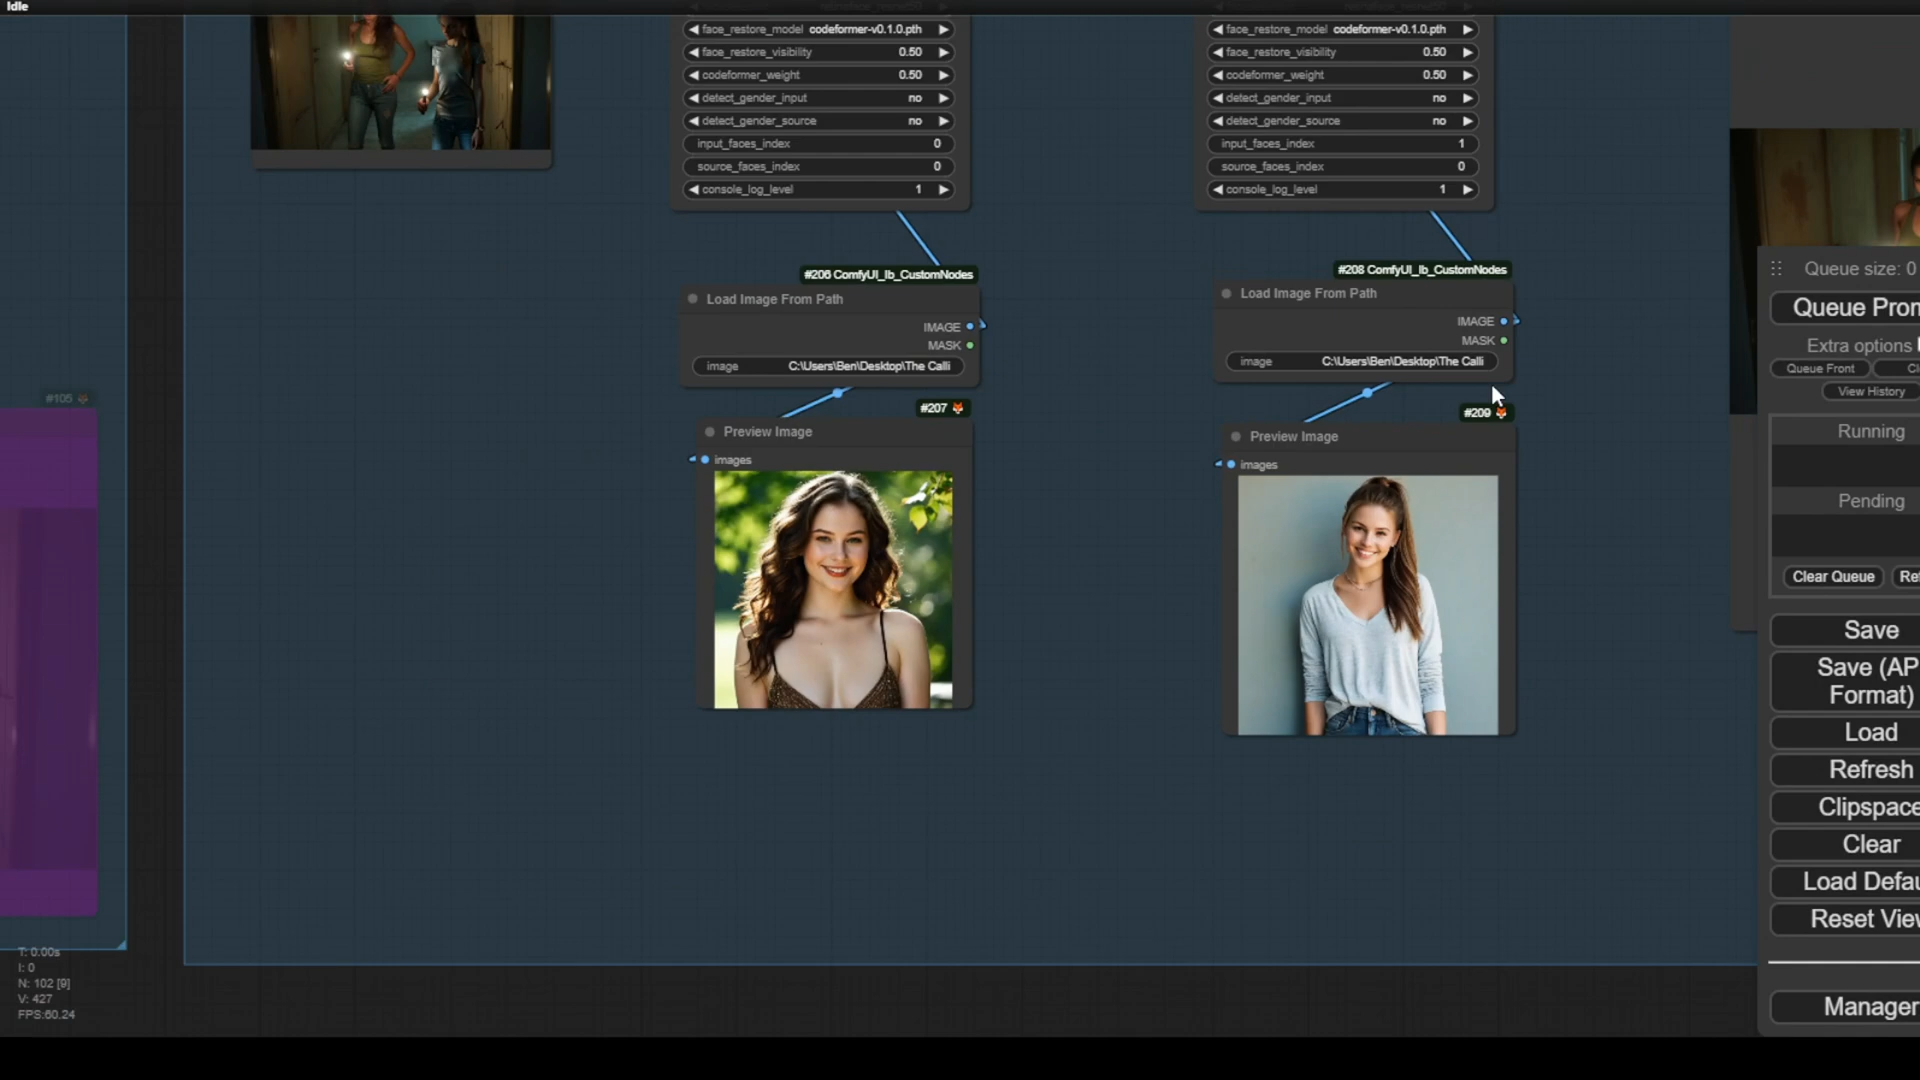 Idle
face_restore_model codeformer-v0.1.0.pth
face_restore_visibility 0.50
codeformer_weight 0.50
detect_gender_input no
detect_gender_source no
input_faces_index 0
source_faces_index 0
console_log_level 1
face_restore_model codeformer-v0.1.0.pth
face_restore_visibility 0.50
codeformer_weight 0.50
detect_gender_input no
detect_gender_source no
input_faces_index 1
source_faces_index 0
console_log_level 1
#206 ComfyUI_Ib_CustomNodes
Load Image From Path
IMAGE
MASK
image C:\Users\Ben\Desktop\The Calli
#207
Preview Image
images
#208 ComfyUI_Ib_CustomNodes
Load Image From Path
IMAGE
MASK
image C:\Users\Ben\Desktop\The Calli
#209
Preview Image
images
#105
Queue size: 0
Queue Pron
Extra options
Queue Front Cl
View History
Running
Pending
Clear Queue Ref
Save
Save (AP
Format)
Load
Refresh
Clipspace
Clear
Load Defau
Reset View
Manager
T: 0.00s
I: 0
N: 102 [9]
V: 427
FPS:60.24